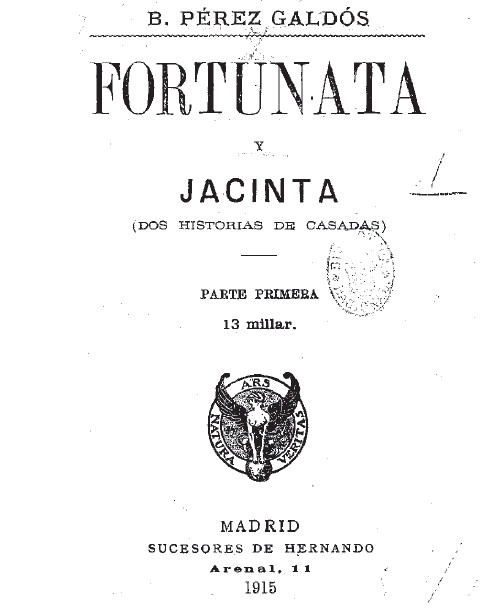 B. PÉREZ GALDÓS
FORTUNATA
Y
JACINTA
(DOS HISTORIAS DE CASADAS)
PARTE PRIMERA
13 millar.
ARS
NATURA
VERITAS
MADRID
SUCESORES DE HERNANDO
Arenal, 11
1915